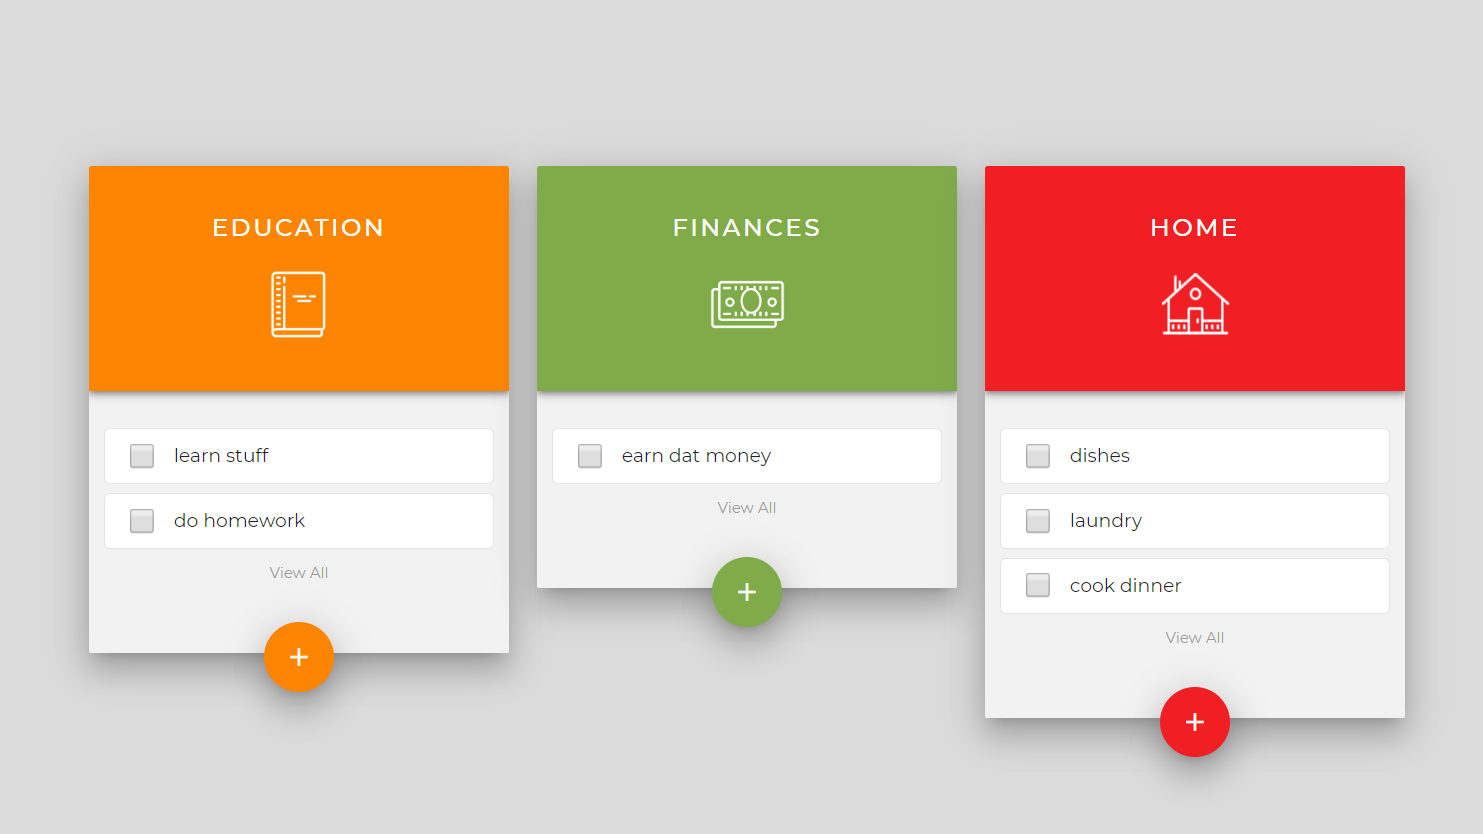 EDUCATION
learn stuff
do homework
View All
+
FINANCES
earn dat money
View All
+
HOME
dishes
laundry
cook dinner
View All
+